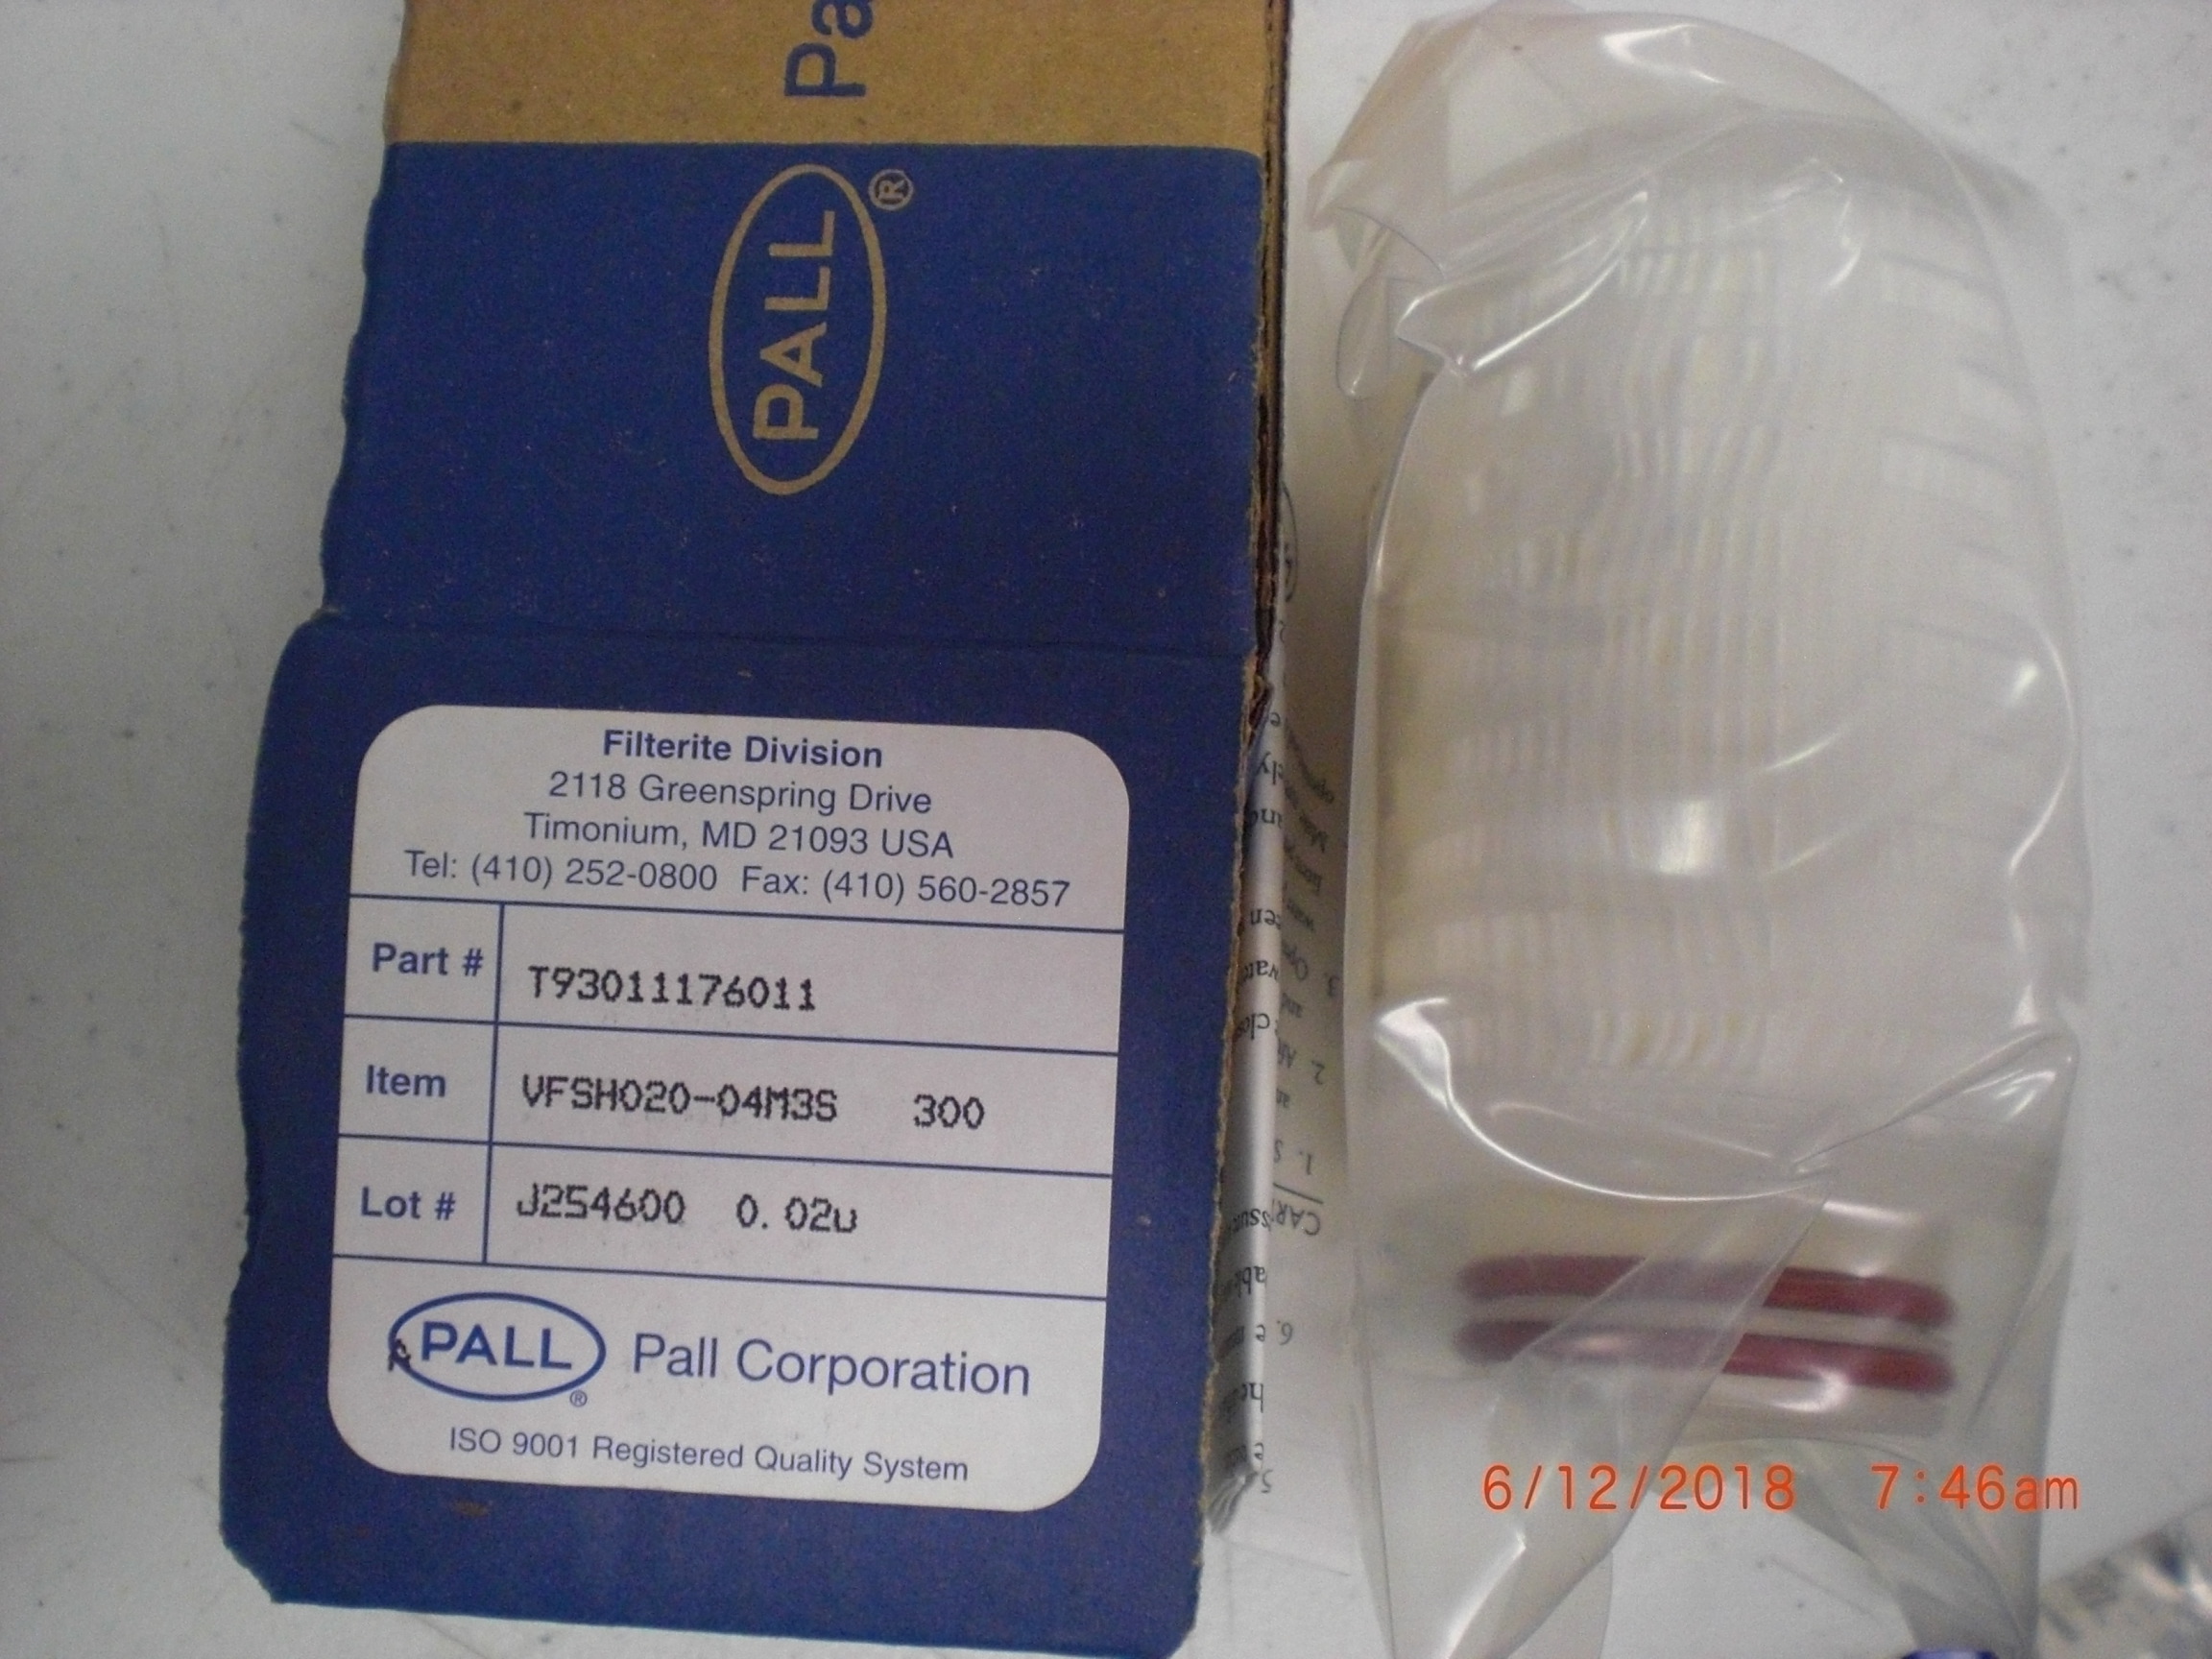 Pa
PALL®
Filterite Division
2118 Greenspring Drive
Timonium, MD 21093 USA
Tel: (410) 252-0800 Fax: (410) 560-2857
Part # T93011176011
Item VFSH020-04M3S 300
Lot # J254600 0.02u
PALL® Pall Corporation
ISO 9001 Registered Quality System
6/12/2018 7:46am